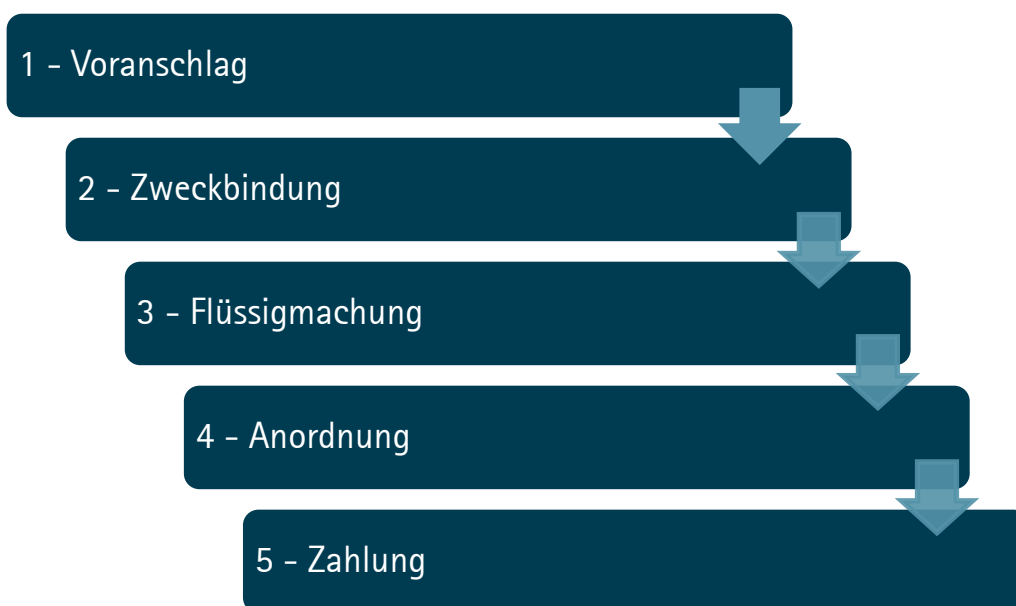 1 - Voranschlag
2 - Zweckbindung
3 - Flüssigmachung
4 - Anordnung
5 - Zahlung